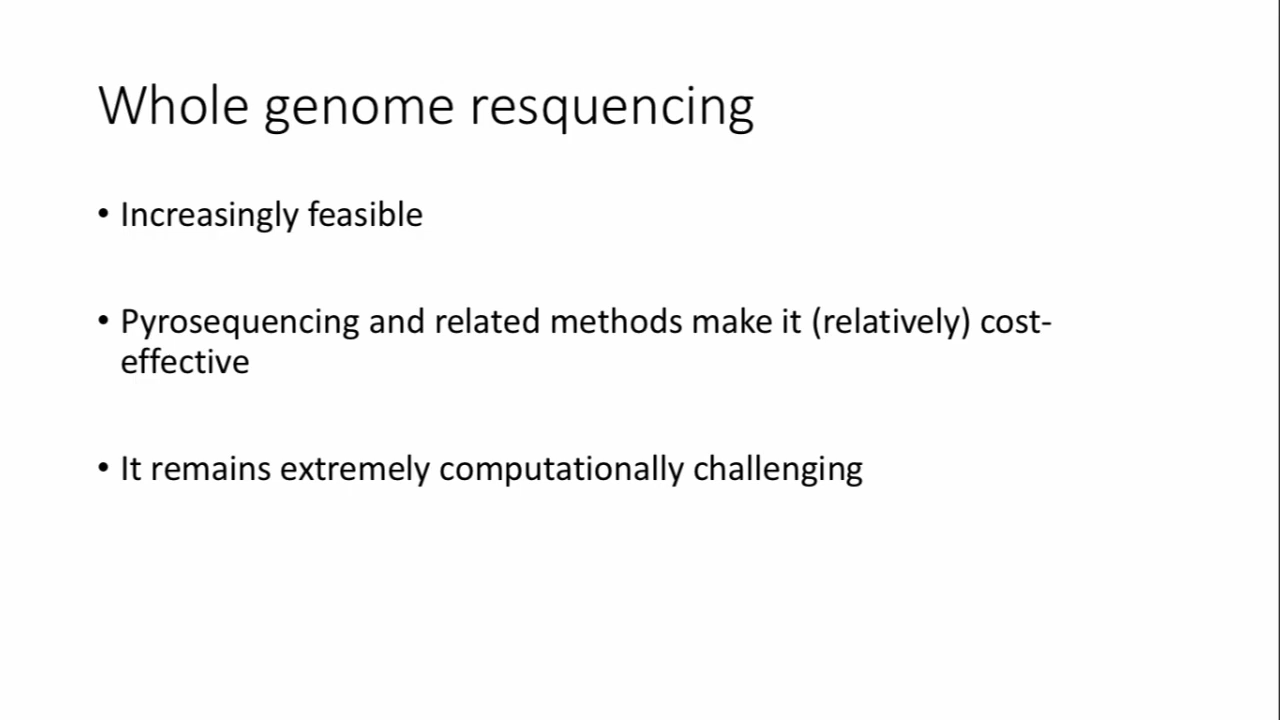 Whole genome resquencing
• Increasingly feasible
• Pyrosequencing and related methods make it (relatively) cost-
effective
• It remains extremely computationally challenging